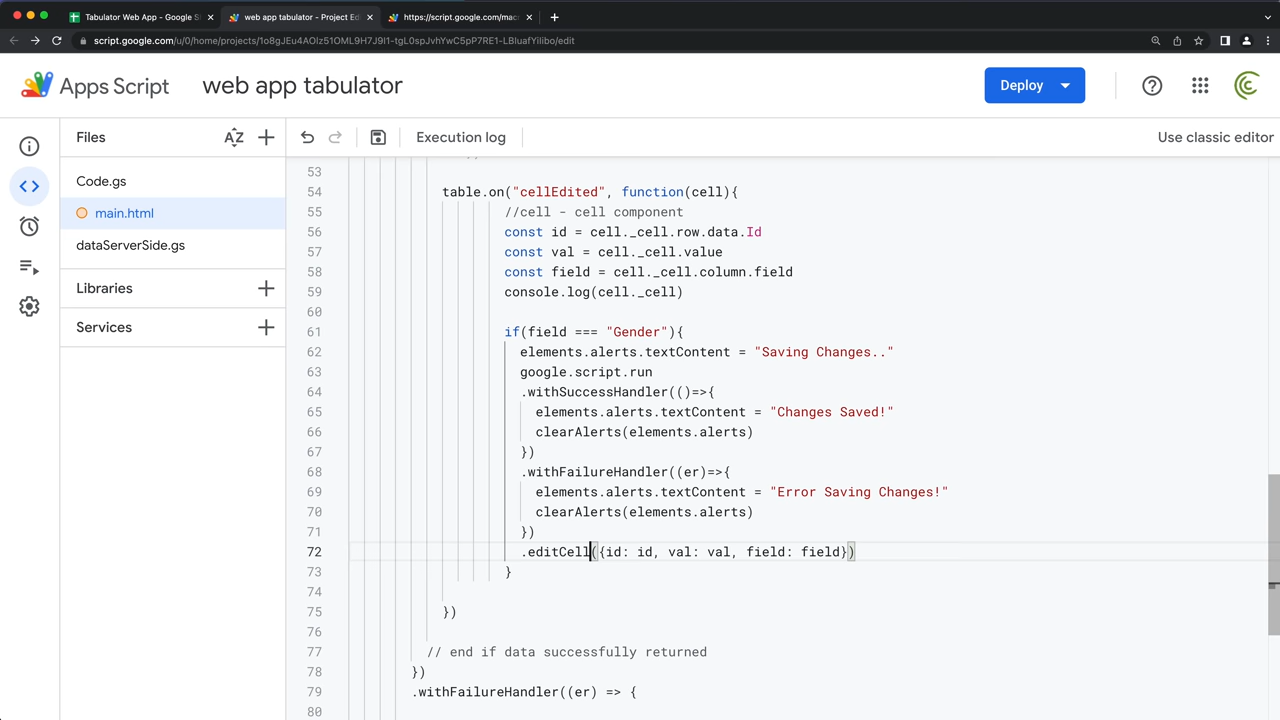 Tabulator Web App - Google S
web app tabulator - Project Edi
https://script.google.com/mac
script.google.com/u/0/home/projects/1o8gJEu4AOlz51OML9H7J9I1-tgL0spJvhYwC5pP7RE1-LBluafYilibo/edit
Apps Script
web app tabulator
Deploy
Files
AZ
Execution log
Use classic editor
Code.gs
main.html
dataServerSide.gs
Libraries
Services
53
54 table.on("cellEdited", function(cell){
55 //cell - cell component
56 const id = cell._cell.row.data.Id
57 const val = cell._cell.value
58 const field = cell._cell.column.field
59 console.log(cell._cell)
60
61 if(field === "Gender"){
62 elements.alerts.textContent = "Saving Changes.."
63 google.script.run
64 .withSuccessHandler(()=>{
65 elements.alerts.textContent = "Changes Saved!"
66 clearAlerts(elements.alerts)
67 })
68 .withFailureHandler((er)=>{
69 elements.alerts.textContent = "Error Saving Changes!"
70 clearAlerts(elements.alerts)
71 })
72 .editCell({id: id, val: val, field: field})
73 }
74
75 })
76
77 // end if data successfully returned
78 })
79 .withFailureHandler((er) => {
80